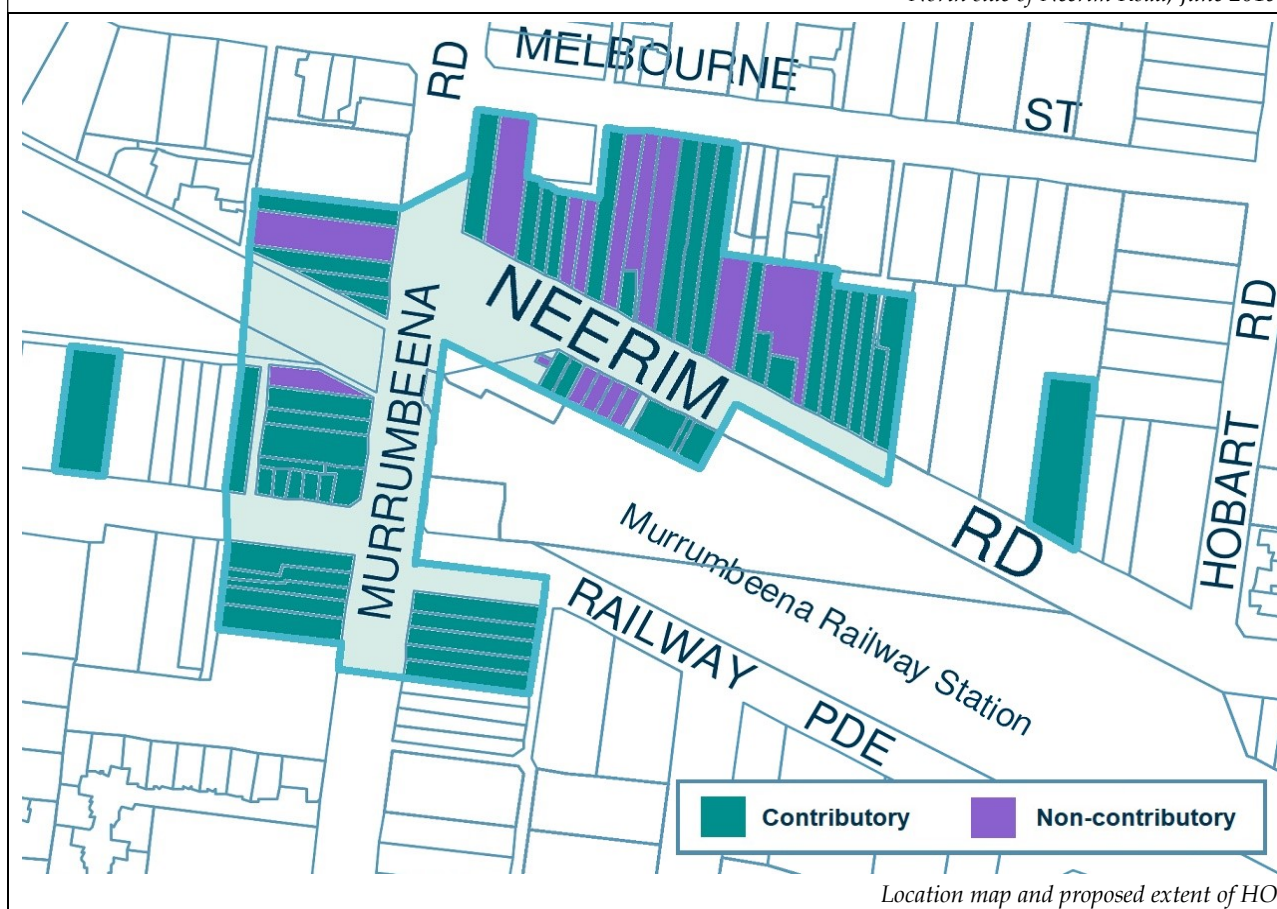 MELBOURNE
ST
RD
NEERIM
RD
MURRUMBEENA
HOBART RD
Murrumbeena Railway Station
RAILWAY PDE
Contributory
Non-contributory
Location map and proposed extent of HO